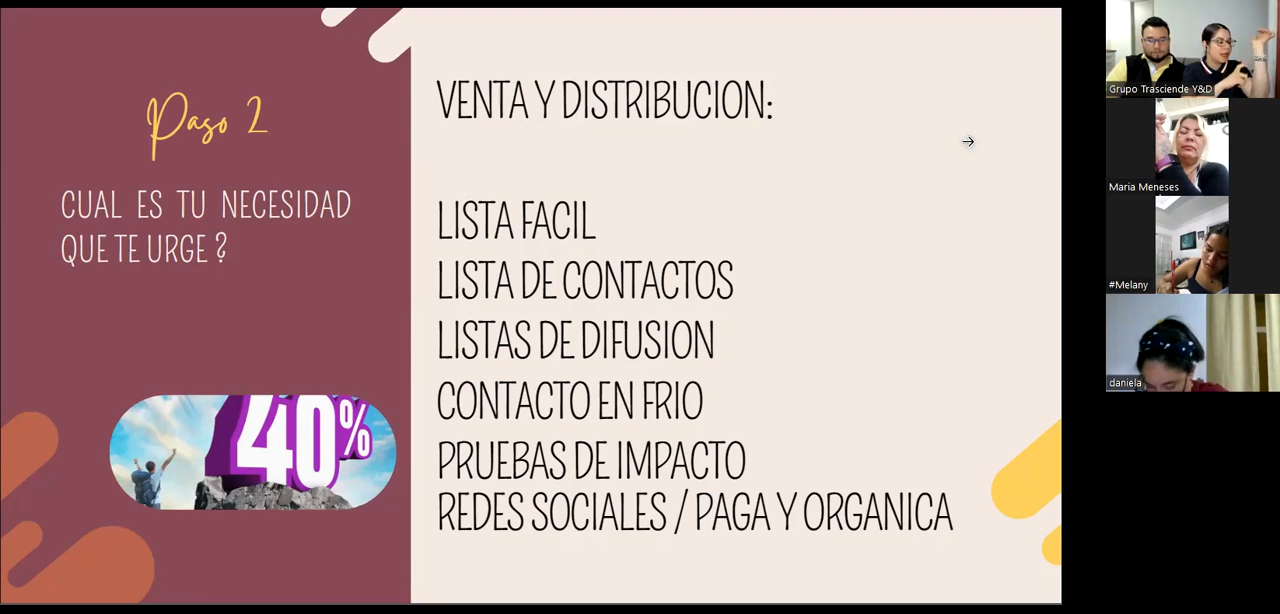 Paso 2
CUAL ES TU NECESIDAD
QUE TE URGE ?
40%
VENTA Y DISTRIBUCION:
LISTA FACIL
LISTA DE CONTACTOS
LISTAS DE DIFUSION
CONTACTO EN FRIO
PRUEBAS DE IMPACTO
REDES SOCIALES / PAGA Y ORGANICA
Grupo Trasciende Y&D
Maria Meneses
#Melany
daniela